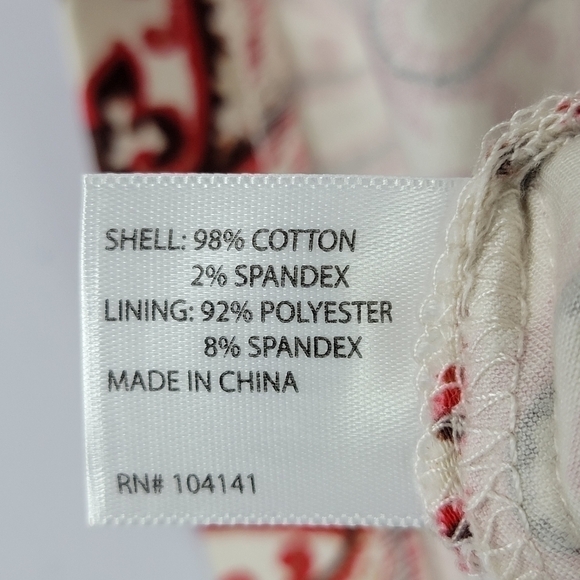 SHELL: 98% COTTON
2% SPANDEX
LINING: 92% POLYESTER
8% SPANDEX
MADE IN CHINA
RN# 104141